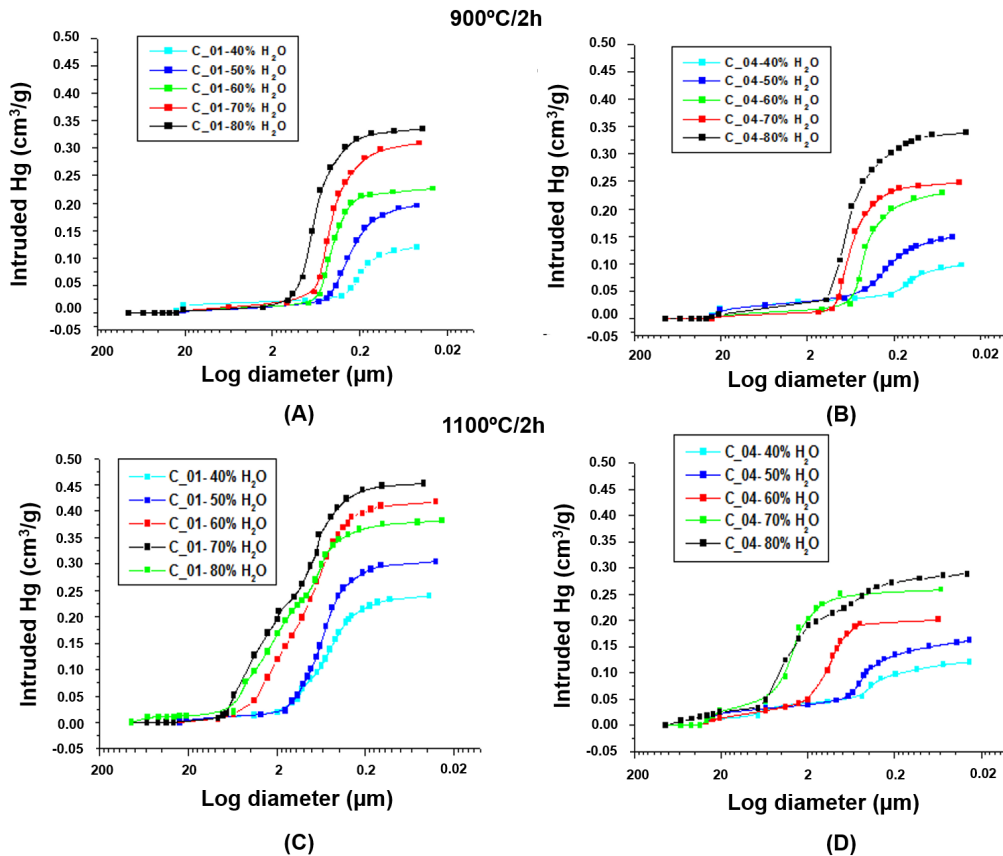 900ºC/2h
Intruded Hg (cm³/g)
0.50
0.45
0.40
0.35
0.30
0.25
0.20
0.15
0.10
0.05
0.00
-0.05
C_01-40% H₂O
C_01-50% H₂O
C_01-60% H₂O
C_01-70% H₂O
C_01-80% H₂O
200
20
2
0.2
0.02
Log diameter (µm)
(A)
Intruded Hg (cm³/g)
0.50
0.45
0.40
0.35
0.30
0.25
0.20
0.15
0.10
0.05
0.00
-0.05
C_04-40% H₂O
C_04-50% H₂O
C_04-60% H₂O
C_04-70% H₂O
C_04-80% H₂O
200
20
2
0.2
0.02
Log diameter (µm)
(B)
1100ºC/2h
Intruded Hg (cm³/g)
0.50
0.45
0.40
0.35
0.30
0.25
0.20
0.15
0.10
0.05
0.00
-0.05
C_01-40% H₂O
C_01-50% H₂O
C_01-60% H₂O
C_01-70% H₂O
C_01-80% H₂O
200
20
2
0.2
0.02
Log diameter (µm)
(C)
Intruded Hg (cm³/g)
0.50
0.45
0.40
0.35
0.30
0.25
0.20
0.15
0.10
0.05
0.00
-0.05
C_04-40% H₂O
C_04-50% H₂O
C_04-60% H₂O
C_04-70% H₂O
C_04-80% H₂O
200
20
2
0.2
0.02
Log diameter (µm)
(D)